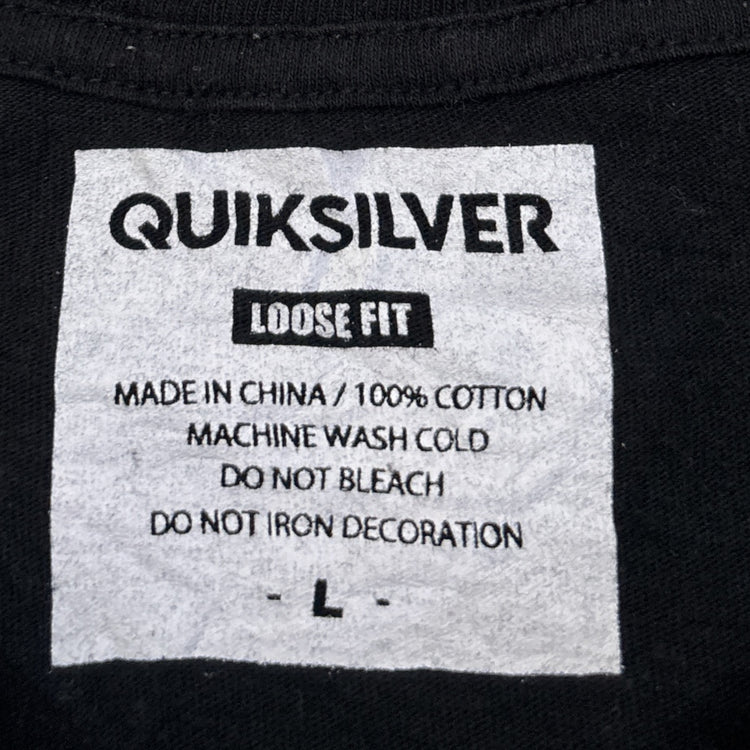 QUIKSILVER
LOOSE FIT
MADE IN CHINA / 100% COTTON
MACHINE WASH COLD
DO NOT BLEACH
DO NOT IRON DECORATION
- L -